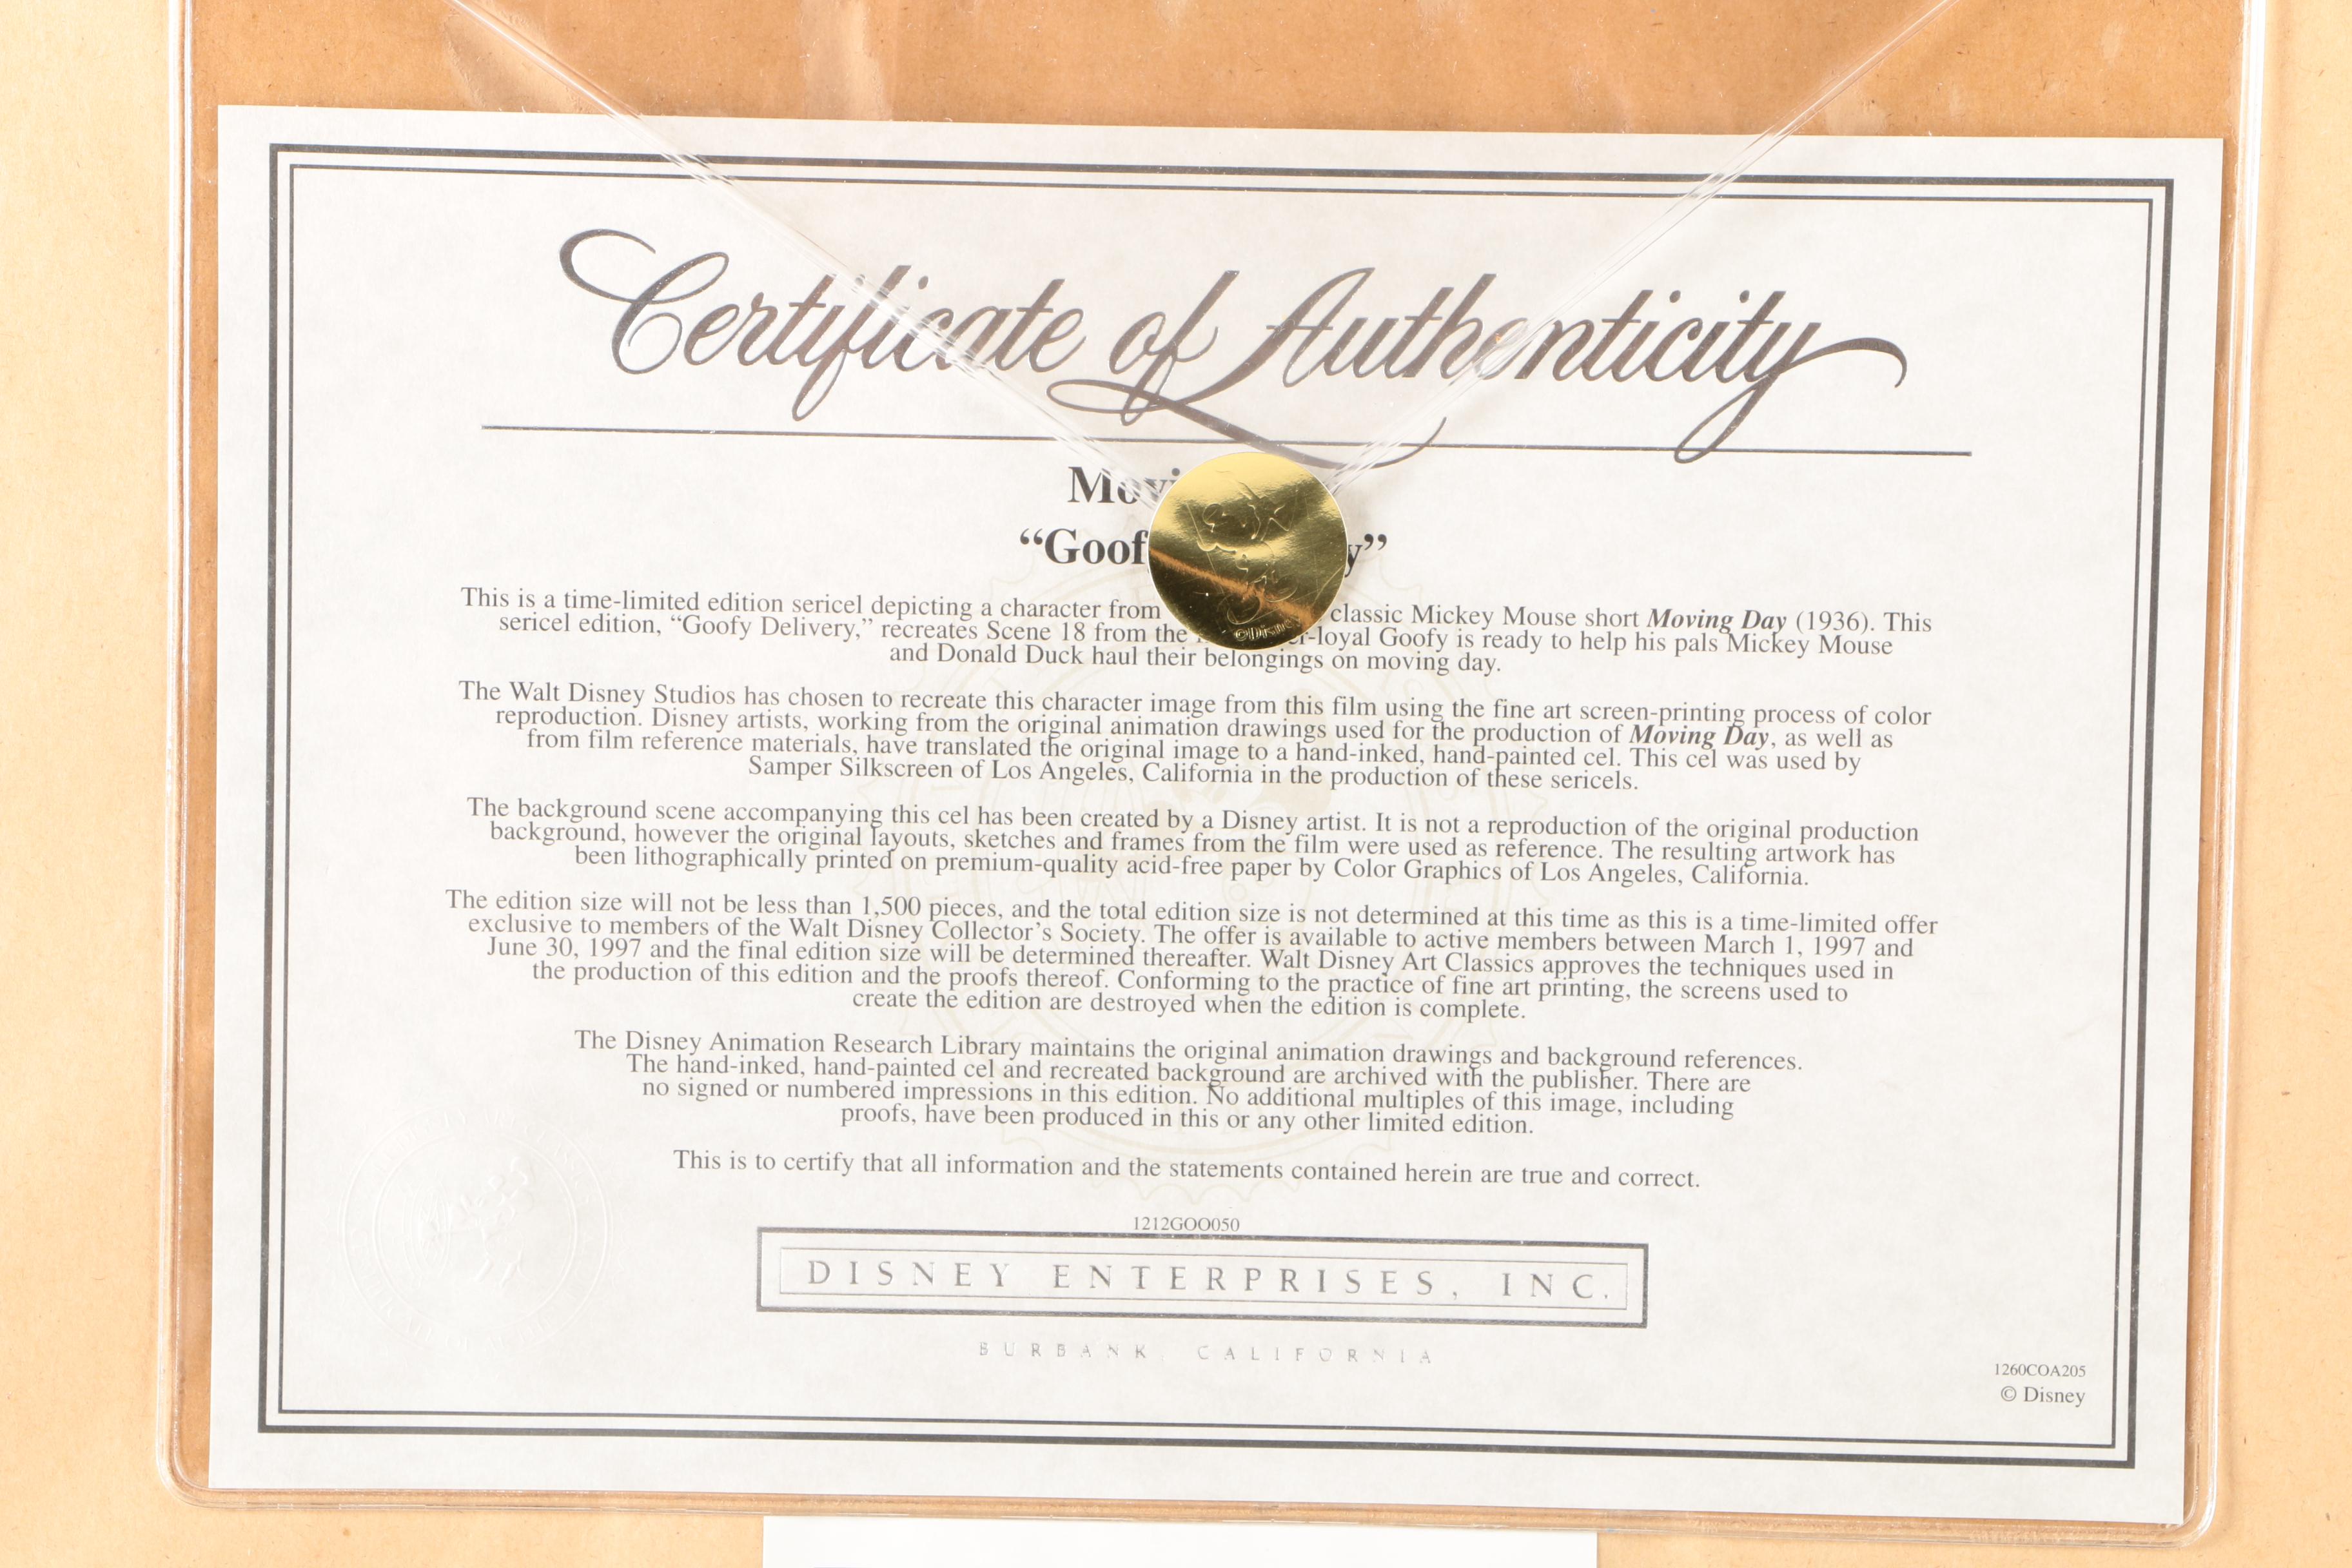 Certificate of Authenticity
“Goof y”
©Disney
This is a time-limited edition sericel depicting a character from classic Mickey Mouse short Moving Day (1936). This
sericel edition, “Goofy Delivery,” recreates Scene 18 from the -loyal Goofy is ready to help his pals Mickey Mouse
and Donald Duck haul their belongings on moving day.
The Walt Disney Studios has chosen to recreate this character image from this film using the fine art screen-printing process of color
reproduction. Disney artists, working from the original animation drawings used for the production of Moving Day, as well as
from film reference materials, have translated the original image to a hand-inked, hand-painted cel. This cel was used by
Samper Silkscreen of Los Angeles, California in the production of these sericels.
The background scene accompanying this cel has been created by a Disney artist. It is not a reproduction of the original production
background, however the original layouts, sketches and frames from the film were used as reference. The resulting artwork has
been lithographically printed on premium-quality acid-free paper by Color Graphics of Los Angeles, California.
The edition size will not be less than 1,500 pieces, and the total edition size is not determined at this time as this is a time-limited offer
exclusive to members of the Walt Disney Collector’s Society. The offer is available to active members between March 1, 1997 and
June 30, 1997 and the final edition size will be determined thereafter. Walt Disney Art Classics approves the techniques used in
the production of this edition and the proofs thereof. Conforming to the practice of fine art printing, the screens used to
create the edition are destroyed when the edition is complete.
The Disney Animation Research Library maintains the original animation drawings and background references.
The hand-inked, hand-painted cel and recreated background are archived with the publisher. There are
no signed or numbered impressions in this edition. No additional multiples of this image, including
proofs, have been produced in this or any other limited edition.
This is to certify that all information and the statements contained herein are true and correct.
1212GOO050
DISNEY ENTERPRISES, INC.
BURBANK, CALIFORNIA
1260COA205
© Disney